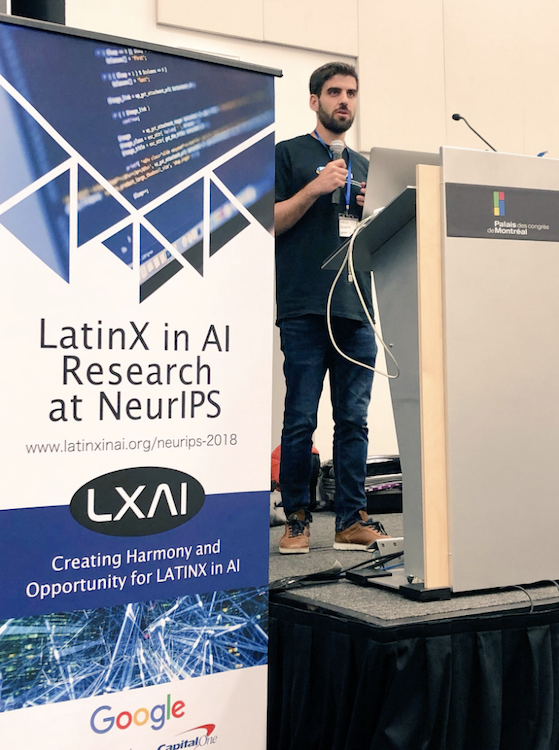 LatinX in AI
Research
at NeurIPS
www.latinxinai.org/neurips-2018
LXAI
Creating Harmony and
Opportunity for LATINX in AI
Google
Capital One
Palais des congrès
de Montréal